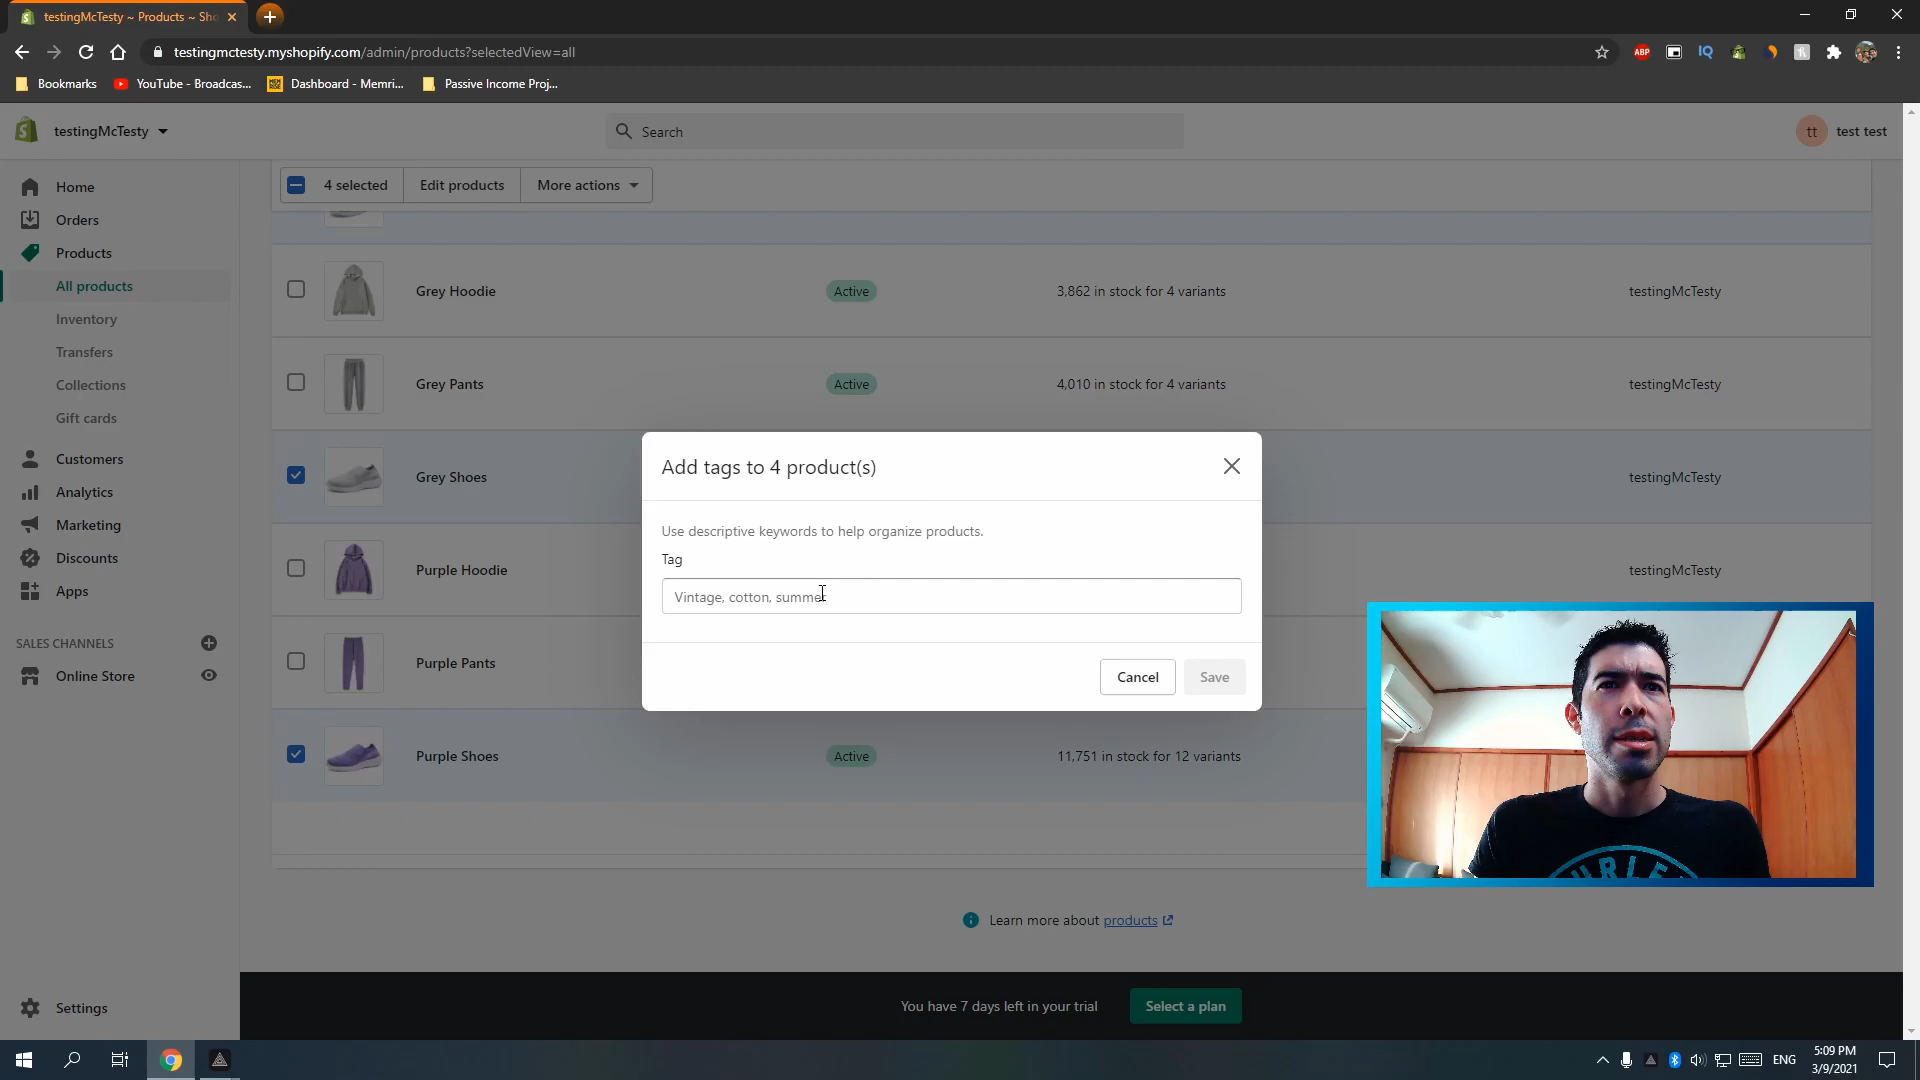 testingMcTesty ~ Products ~ Sho
testingmctesty.myshopify.com/admin/products?selectedView=all
ABP
IQ
Bookmarks
YouTube - Broadcas...
MEM RISE
Dashboard - Memri...
Passive Income Proj...
testingMcTesty
Search
tt
test test
Home
Orders
Products
All products
Inventory
Transfers
Collections
Gift cards
Customers
Analytics
Marketing
Discounts
Apps
SALES CHANNELS
Online Store
Settings
4 selected
Edit products
More actions
Grey Hoodie
Active
3,862 in stock for 4 variants
testingMcTesty
Grey Pants
Active
4,010 in stock for 4 variants
testingMcTesty
Grey Shoes
testingMcTesty
Purple Hoodie
testingMcTesty
Purple Pants
Purple Shoes
Active
11,751 in stock for 12 variants
Add tags to 4 product(s)
Use descriptive keywords to help organize products.
Tag
Vintage, cotton, summer
Cancel
Save
Learn more about products
You have 7 days left in your trial
Select a plan
ENG
5:09 PM
3/9/2021